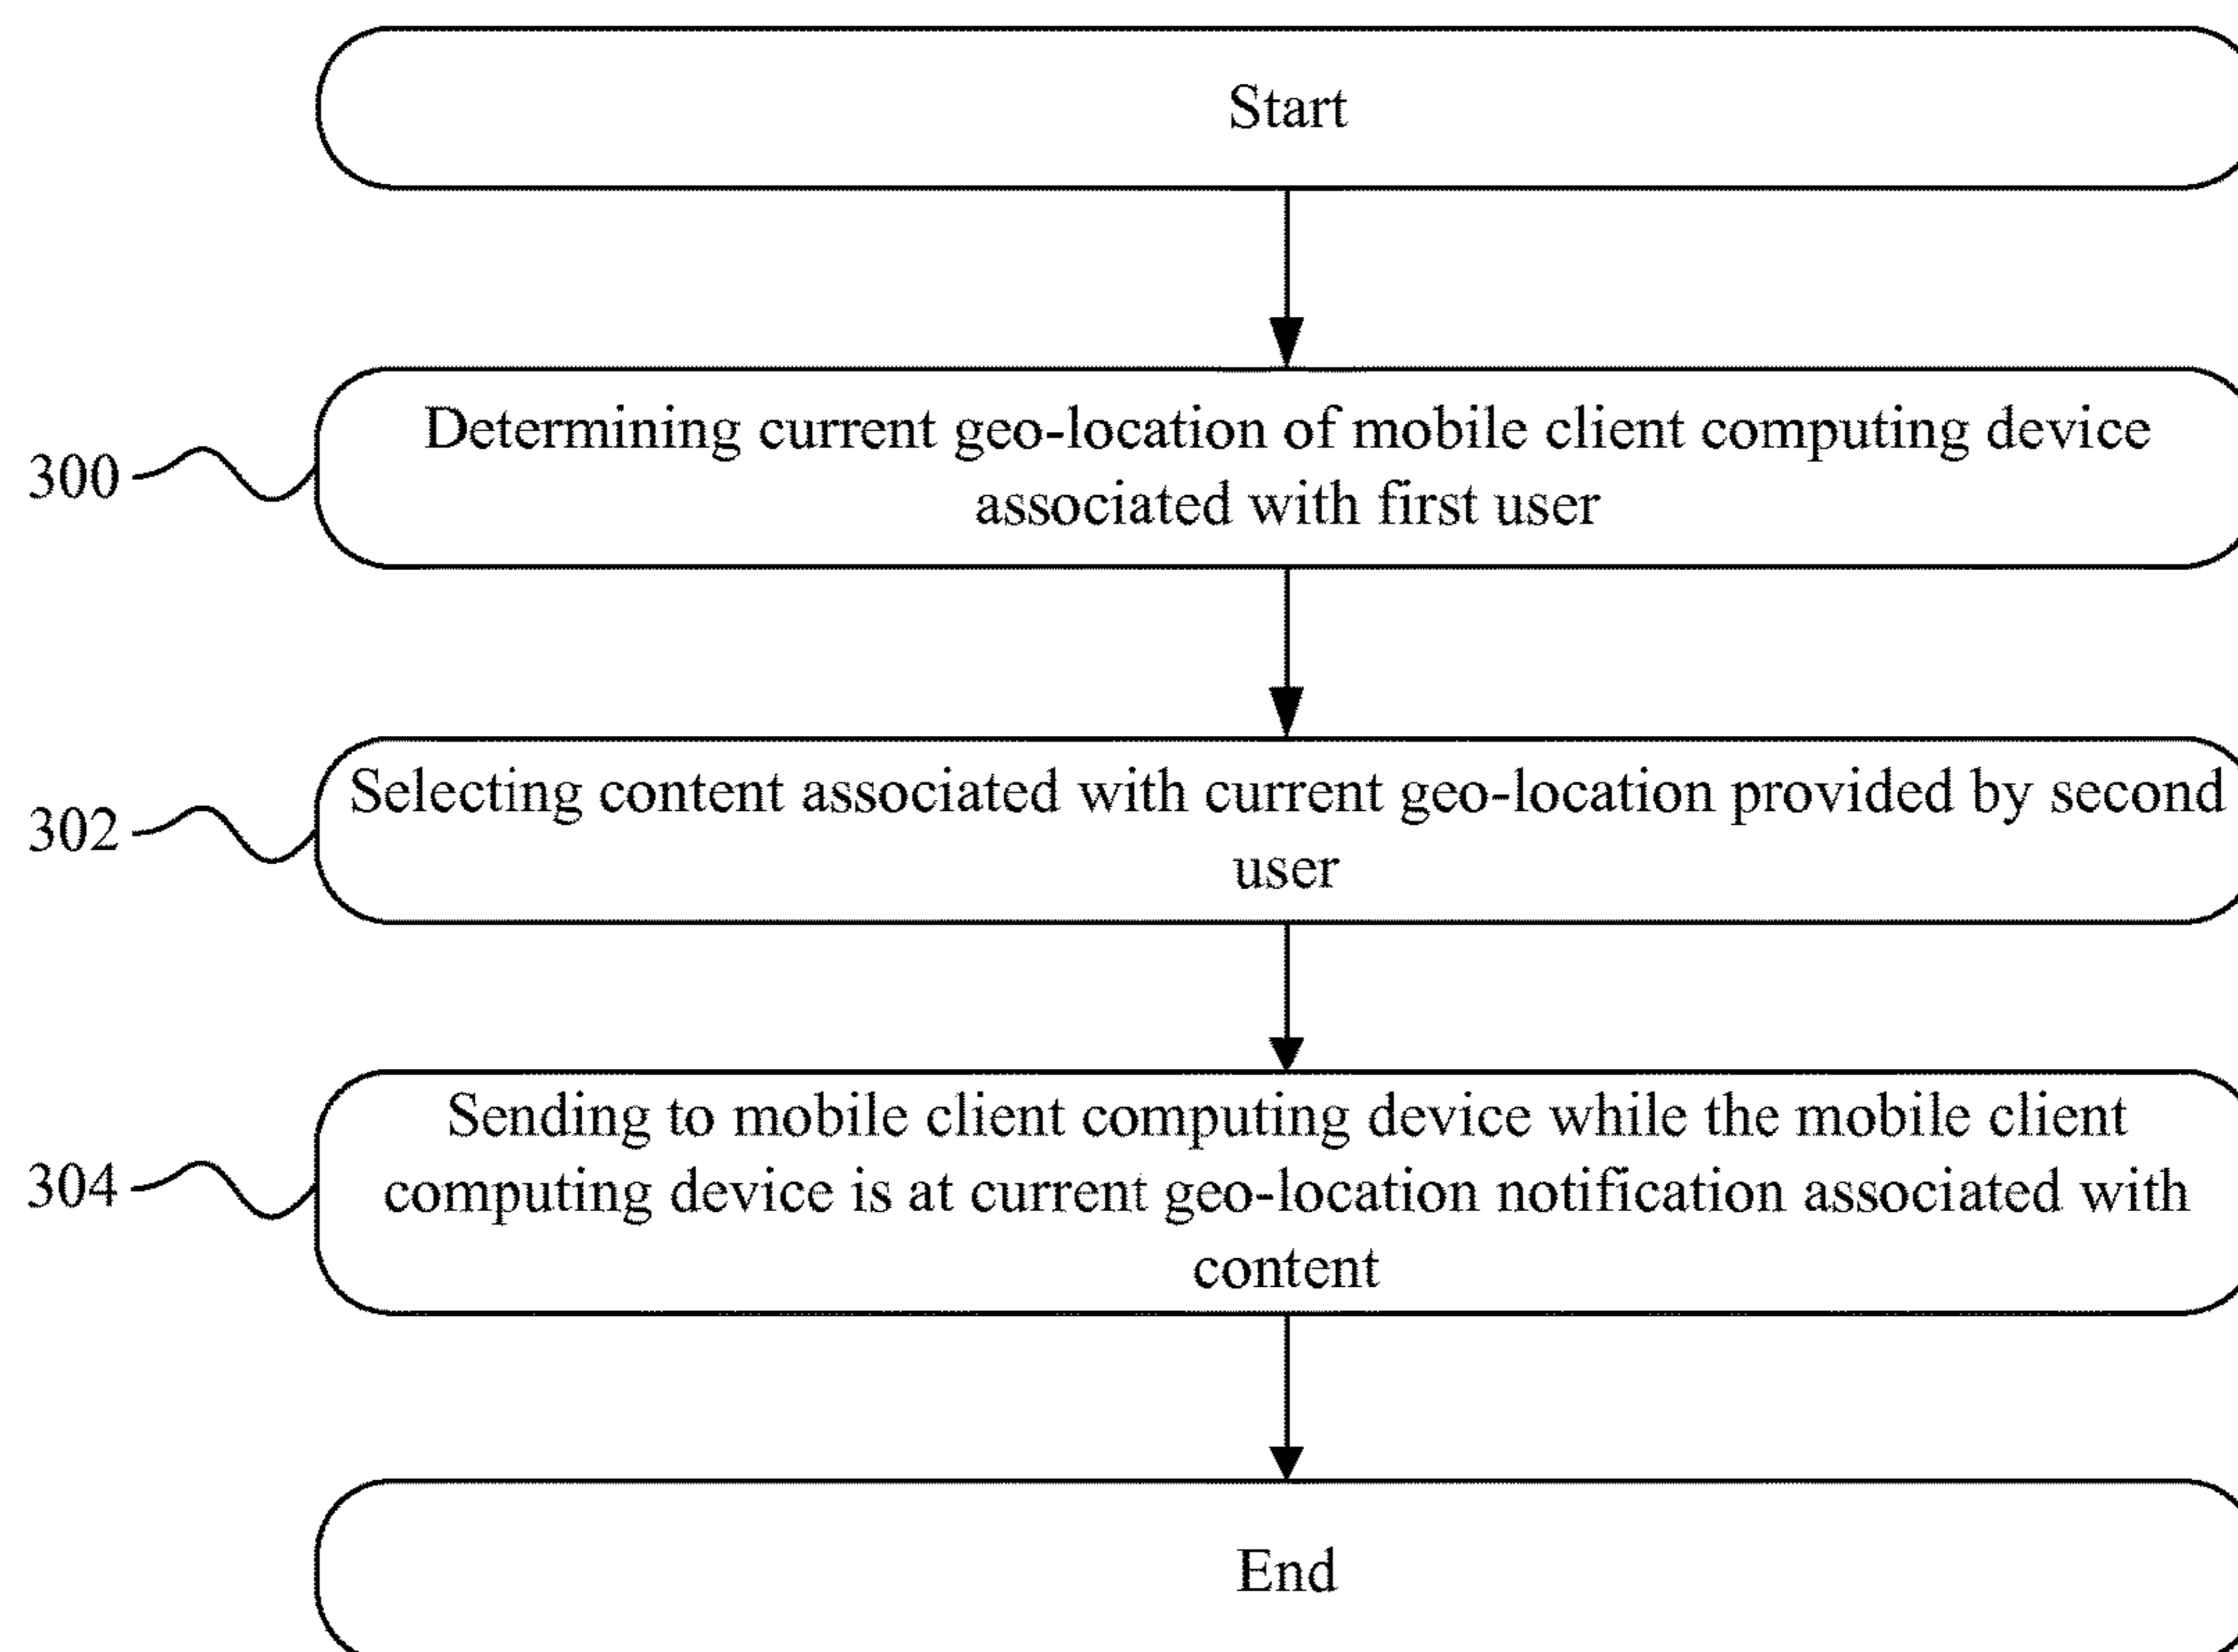 Start
300
Determining current geo-location of mobile client computing device
associated with first user
302
Selecting content associated with current geo-location provided by second
user
304
Sending to mobile client computing device while the mobile client
computing device is at current geo-location notification associated with
content
End